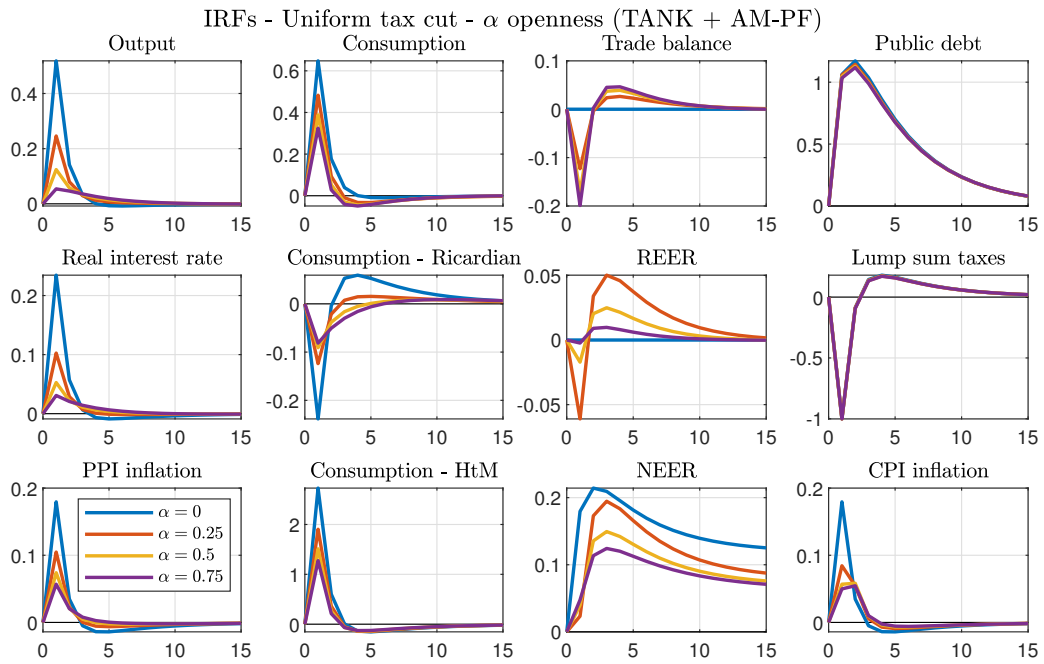 IRFs - Uniform tax cut - α openness (TANK + AM-PF)
Output
0.4
0.2
0
0 5 10 15
Consumption
0.6
0.4
0.2
0
0 5 10 15
Trade balance
0.1
0
-0.1
-0.2
0 5 10 15
Public debt
1
0.5
0
0 5 10 15
Real interest rate
0.2
0.1
0
0 5 10 15
Consumption - Ricardian
0
-0.1
-0.2
0 5 10 15
REER
0.05
0
-0.05
0 5 10 15
Lump sum taxes
0
-0.5
-1
0 5 10 15
PPI inflation
0.2
0.1
0
0 5 10 15
α = 0
α = 0.25
α = 0.5
α = 0.75
Consumption - HtM
2
1
0
0 5 10 15
NEER
0.2
0.1
0
0 5 10 15
CPI inflation
0.2
0.1
0
0 5 10 15